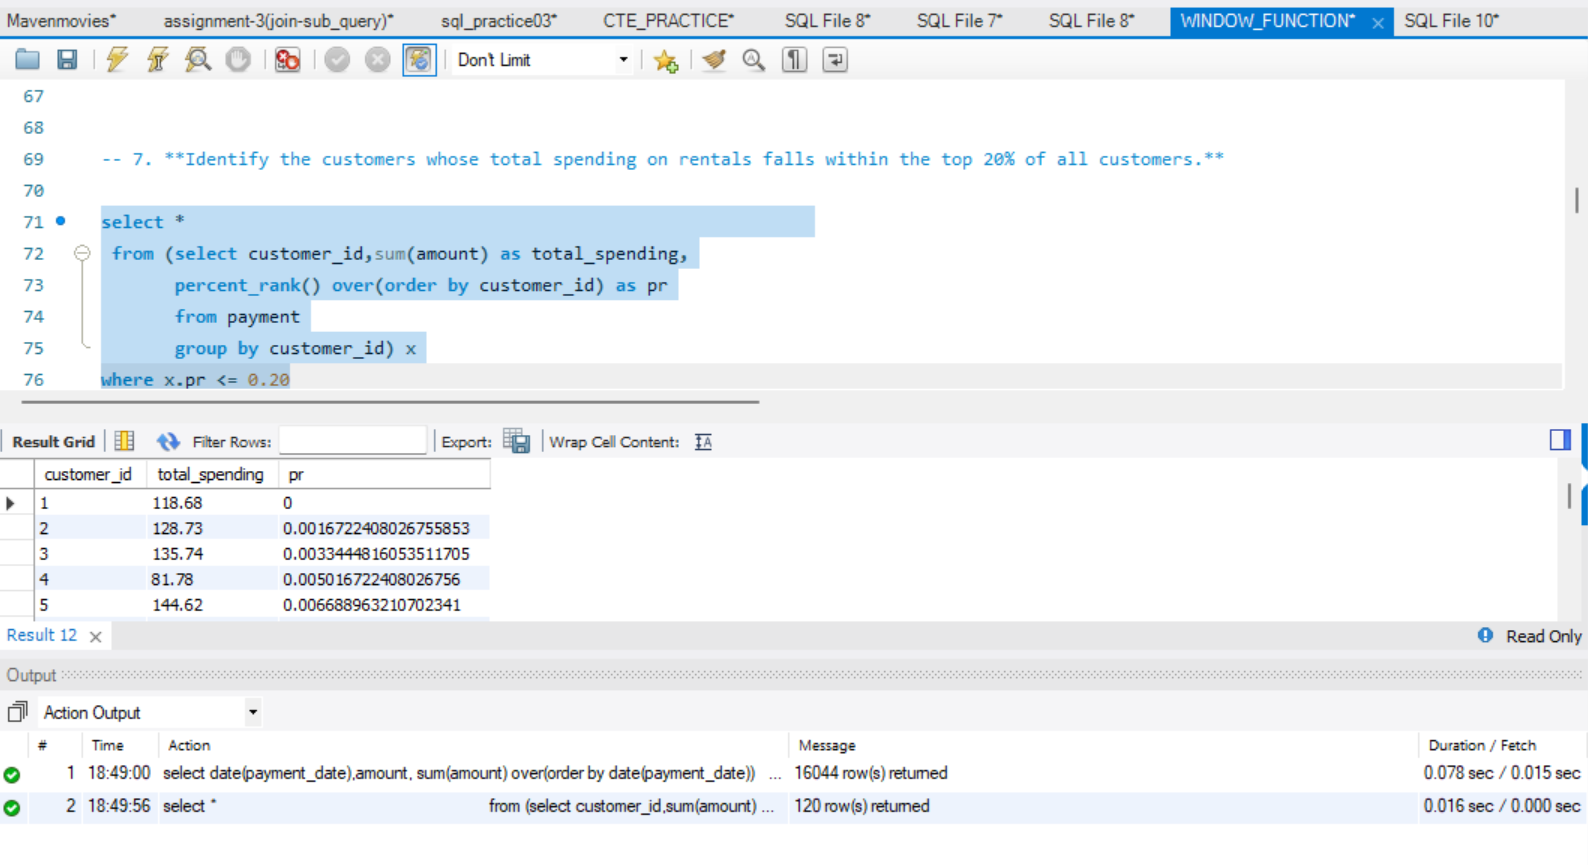 Mavenmovies* assignment-3(join-sub_query)* sql_practice03* CTE_PRACTICE* SQL File 8* SQL File 7* SQL File 8* WINDOW_FUNCTION* SQL File 10*
Don't Limit
67
68
69 -- 7. **Identify the customers whose total spending on rentals falls within the top 20% of all customers.**
70
71 select *
72 from (select customer_id,sum(amount) as total_spending,
73 percent_rank() over(order by customer_id) as pr
74 from payment
75 group by customer_id) x
76 where x.pr <= 0.20
Result Grid Filter Rows: Export: Wrap Cell Content:
customer_id total_spending pr
1 118.68 0
2 128.73 0.0016722408026755853
3 135.74 0.0033444816053511705
4 81.78 0.005016722408026756
5 144.62 0.006688963210702341
Result 12 Read Only
Output
Action Output
# Time Action Message Duration / Fetch
1 18:49:00 select date(payment_date),amount, sum(amount) over(order by date(payment_date)) ... 16044 row(s) returned 0.078 sec / 0.015 sec
2 18:49:56 select * from (select customer_id,sum(amount) ... 120 row(s) returned 0.016 sec / 0.000 sec